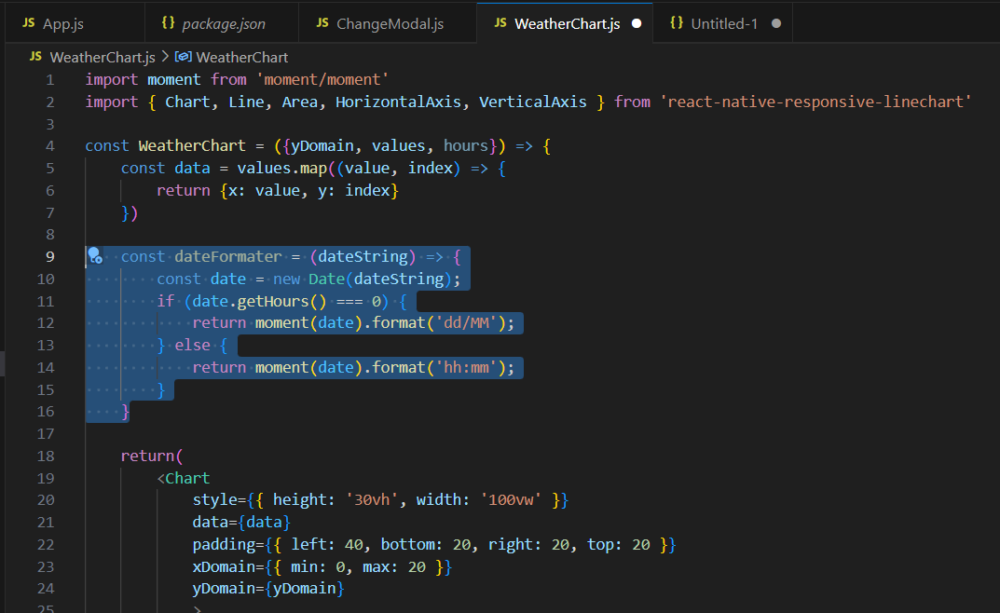 JS App.js {} package.json JS ChangeModal.js JS WeatherChart.js {} Untitled-1
JS WeatherChart.js > WeatherChart
1 import moment from 'moment/moment'
2 import { Chart, Line, Area, HorizontalAxis, VerticalAxis } from 'react-native-responsive-linechart'
3
4 const WeatherChart = ({yDomain, values, hours}) => {
5 const data = values.map((value, index) => {
6 return {x: value, y: index}
7 })
8
9 const dateFormater = (dateString) => {
10 const date = new Date(dateString);
11 if (date.getHours() === 0) {
12 return moment(date).format('dd/MM');
13 } else {
14 return moment(date).format('hh:mm');
15 }
16 }
17
18 return(
19 <Chart
20 style={{ height: '30vh', width: '100vw' }}
21 data={data}
22 padding={{ left: 40, bottom: 20, right: 20, top: 20 }}
23 xDomain={{ min: 0, max: 20 }}
24 yDomain={yDomain}
25 >